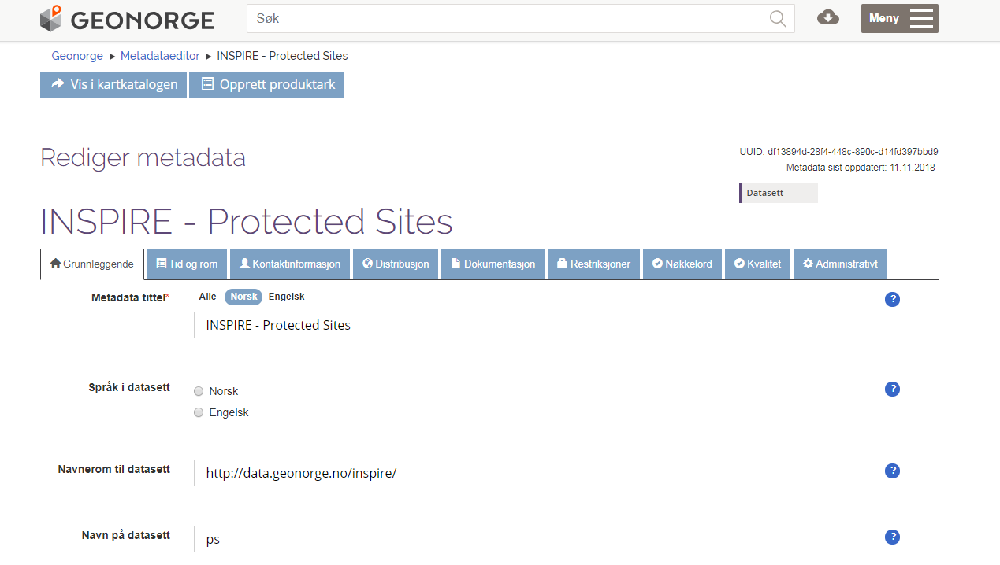 GEONORGE
Søk
Meny
Geonorge ▸ Metadataeditor ▸ INSPIRE - Protected Sites
Vis i kartkatalogen
Opprett produktark
Rediger metadata
UUID: df13894d-28f4-448c-890c-d14fd397bbd9
Metadata sist oppdatert: 11.11.2018
Datasett
INSPIRE - Protected Sites
Grunnleggende Tid og rom Kontaktinformasjon Distribusjon Dokumentasjon Restriksjoner Nøkkelord Kvalitet Administrativt
Metadata tittel* Alle Norsk Engelsk ?
INSPIRE - Protected Sites
Språk i datasett ?
Norsk
Engelsk
Navnerom til datasett http://data.geonorge.no/inspire/ ?
Navn på datasett ps ?